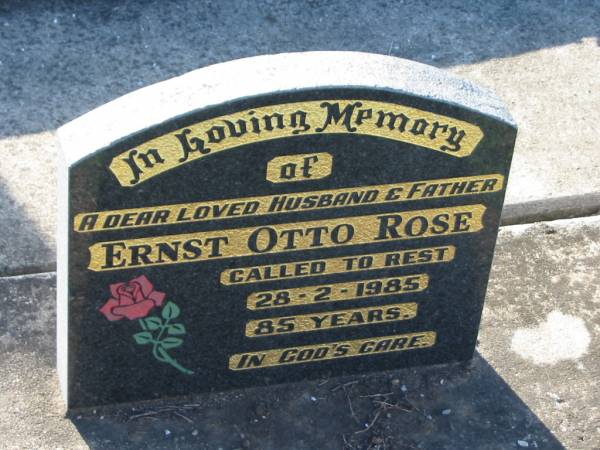 In Loving Memory
of
A DEAR LOVED HUSBAND & FATHER
ERNST OTTO ROSE
CALLED TO REST
28-2-1985
85 YEARS.
IN GOD'S CARE.